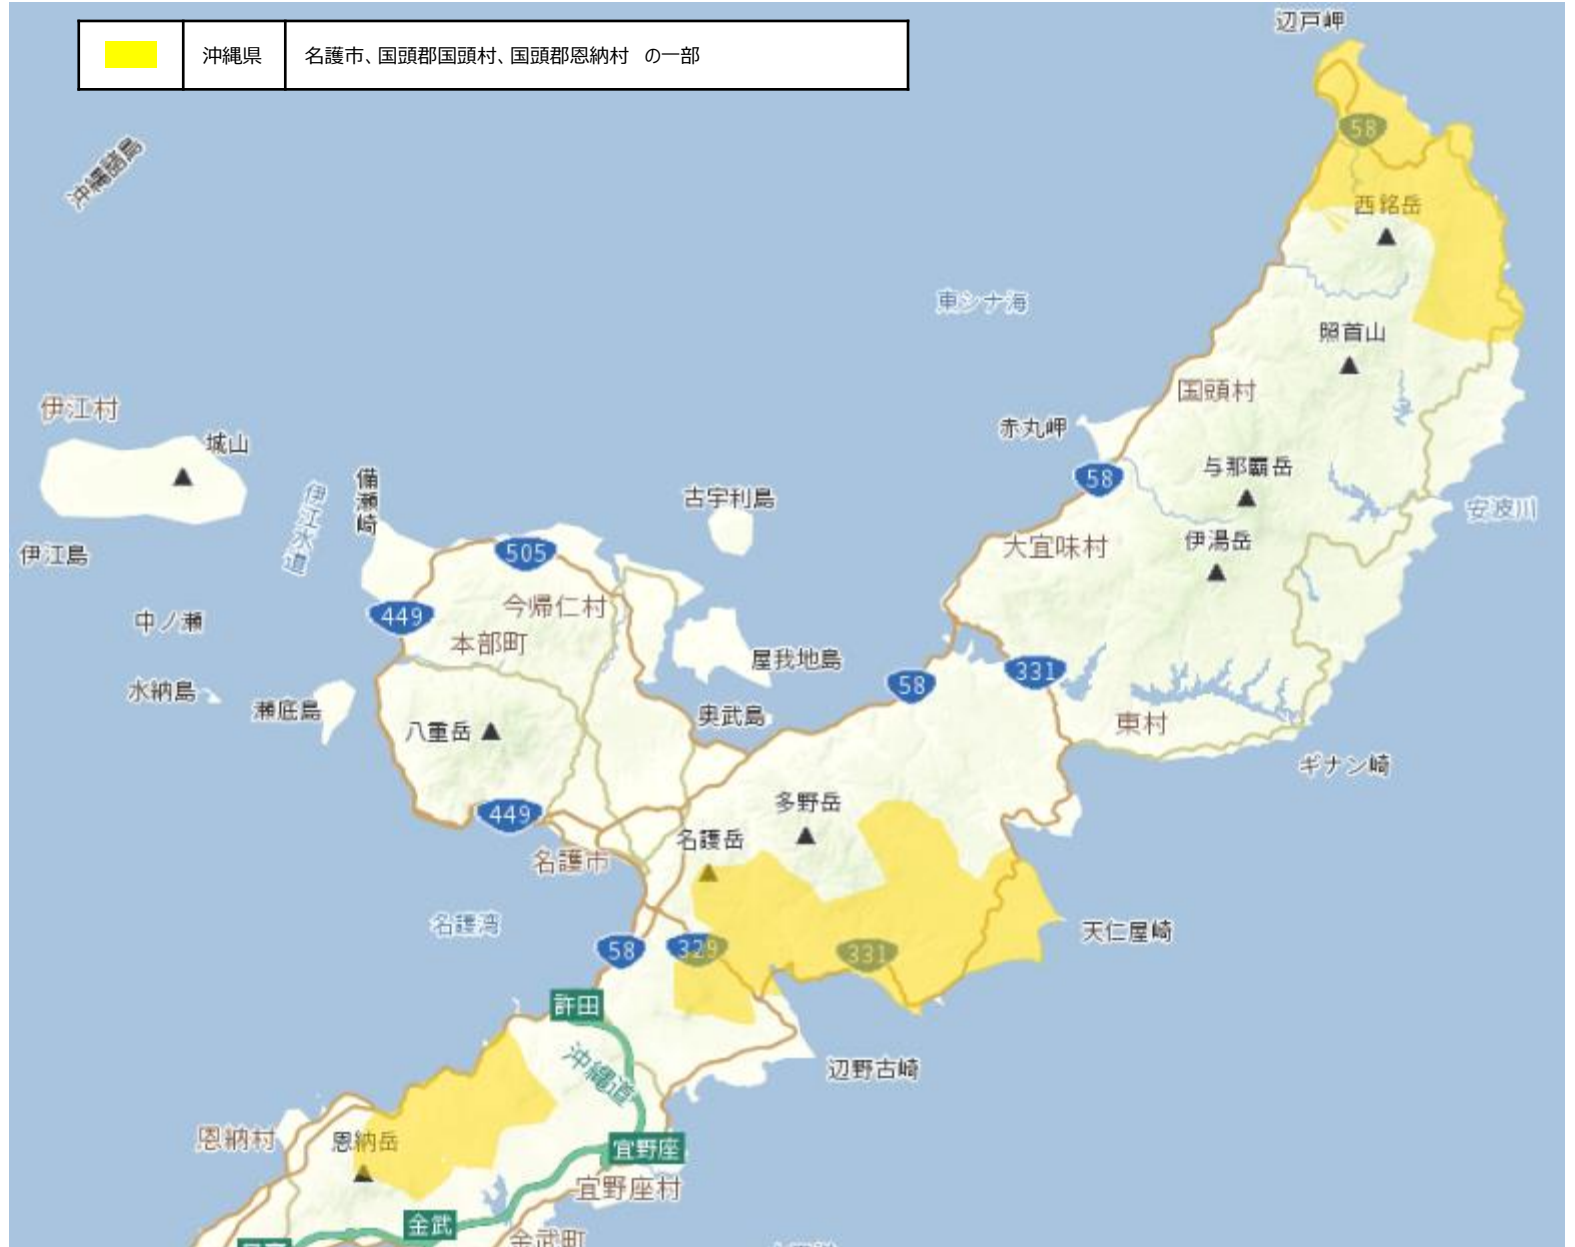 沖縄県
名護市、国頭郡国頭村、国頭郡恩納村 の一部
辺戸岬
58
沖縄諸島
西銘岳
東シナ海
照首山
国頭村
伊江村
城山
赤丸岬
与那覇岳
58
備瀬崎
伊江水道
古宇利島
安波川
伊江島
505
大宜味村
伊湯岳
449
今帰仁村
中ノ瀬
本部町
屋我地島
331
58
水納島
瀬底島
奥武島
東村
八重岳
ギナン崎
多野岳
449
名護岳
名護市
名護湾
天仁屋崎
58
329
331
許田
沖縄道
辺野古崎
恩納村
恩納岳
宜野座
宜野座村
金武
金武町